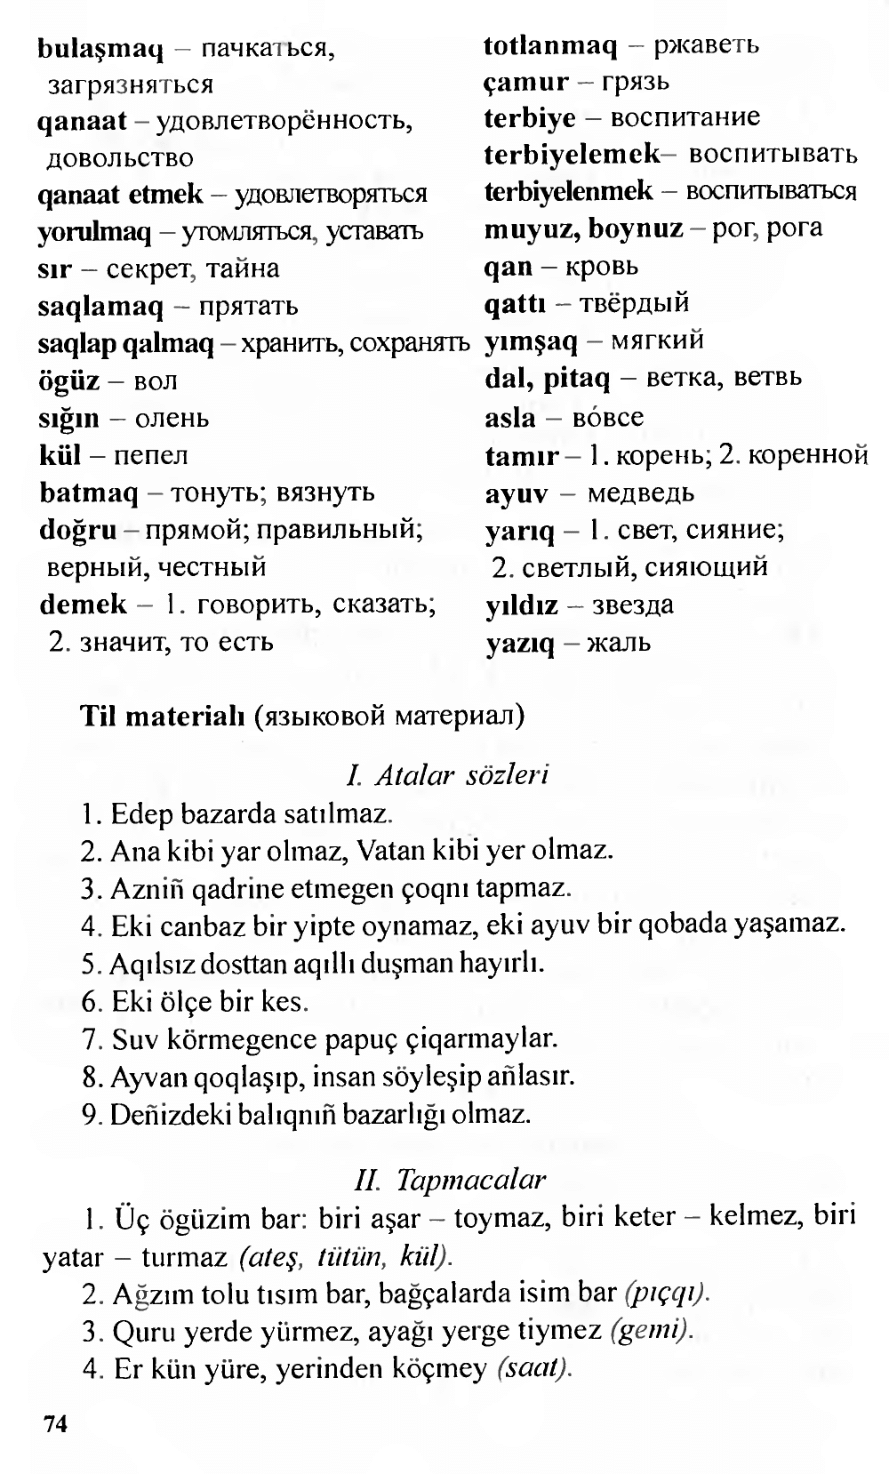 bulaşmaq – пачкаться,
загрязняться
qanaat – удовлетворённость,
довольство
qanaat etmek – удовлетворяться
yorulmaq – утомляться, уставать
sır – секрет, тайна
saqlamaq – прятать
saqlap qalmaq – хранить, сохранять
ögüz – вол
sığın – олень
kül – пепел
batmaq – тонуть; вязнуть
doğru – прямой; правильный;
верный, честный
demek – 1. говорить, сказать;
2. значит, то есть
totlanmaq – ржаветь
çamur – грязь
terbiye – воспитание
terbiyelemek – воспитывать
terbiyelenmek – воспитываться
muyuz, boynuz – рог, рога
qan – кровь
qattı – твёрдый
yımşaq – мягкий
dal, pitaq – ветка, ветвь
asla – вóвсе
tamır – 1. корень; 2. коренной
ayuv – медведь
yarıq – 1. свет, сияние;
2. светлый, сияющий
yıldız – звезда
yazıq – жаль
Til materialı (языковой материал)
I. Atalar sözleri
1. Edep bazarda satılmaz.
2. Ana kibi yar olmaz, Vatan kibi yer olmaz.
3. Azniñ qadrine etmegen çoqnı tapmaz.
4. Eki canbaz bir yipte oynamaz, eki ayuv bir qobada yaşamaz.
5. Aqılsız dosttan aqıllı duşman hayırlı.
6. Eki ölçe bir kes.
7. Suv körmegence papuç çiqarmaylar.
8. Ayvan qoqlaşıp, insan söyleşip añlasır.
9. Deñizdeki balıqnıñ bazarlığı olmaz.
II. Tapmacalar
1. Üç ögüzim bar: biri aşar – toymaz, biri keter – kelmez, biri
yatar – turmaz (ateş, tütün, kül).
2. Ağzım tolu tısım bar, bağçalarda isim bar (pıçqı).
3. Quru yerde yürmez, ayağı yerge tiymez (gemi).
4. Er kün yüre, yerinden köçmey (saat).
74